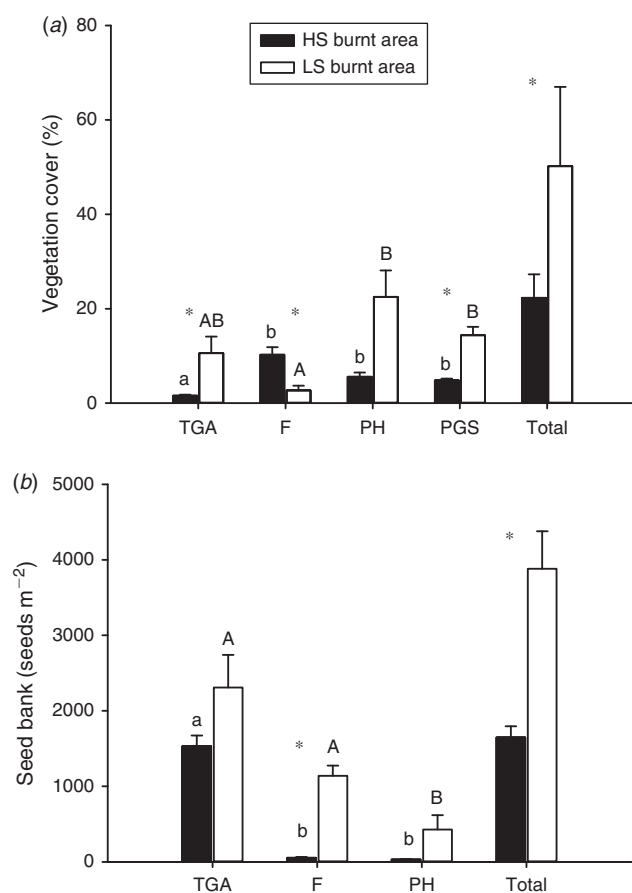 (a)
HS burnt area
LS burnt area
Vegetation cover (%)
80
60
40
20
0
* AB
a
b *
A
B
b
* B
b
*
TGA F PH PGS Total
(b)
Seed bank (seeds m−2)
5000
4000
3000
2000
1000
0
A
a
* A
b
B
b
*
TGA F PH Total